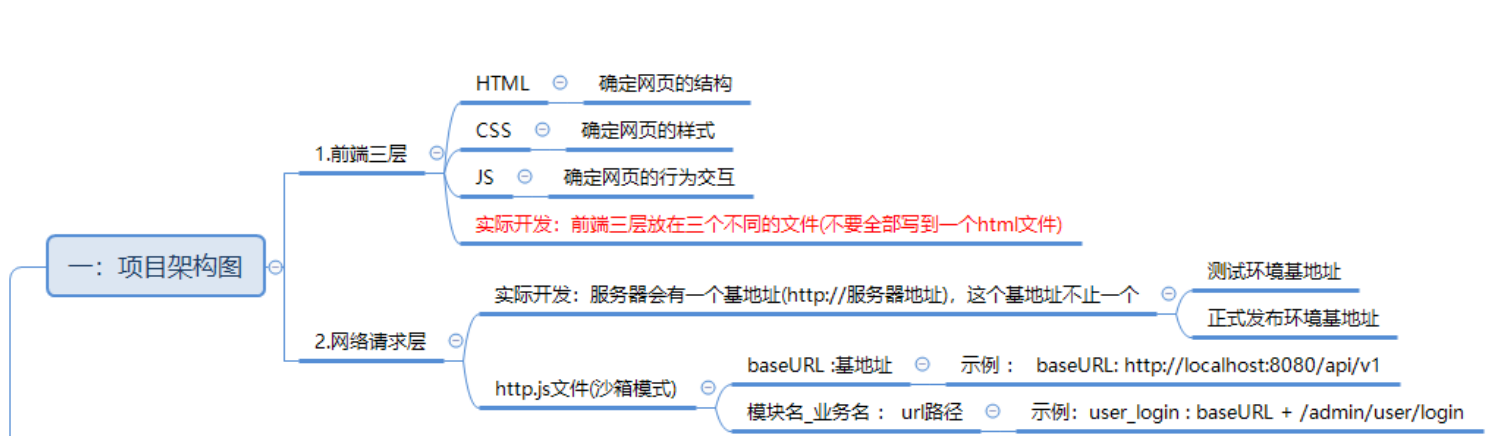 HTML
确定网页的结构
CSS
确定网页的样式
1.前端三层
JS
确定网页的行为交互
实际开发：前端三层放在三个不同的文件(不要全部写到一个html文件)
一：项目架构图
测试环境基地址
实际开发：服务器会有一个基地址(http://服务器地址)，这个基地址不止一个
正式发布环境基地址
2.网络请求层
baseURL :基地址
示例： baseURL: http://localhost:8080/api/v1
http.js文件(沙箱模式)
模块名_业务名： url路径
示例：user_login : baseURL + /admin/user/login